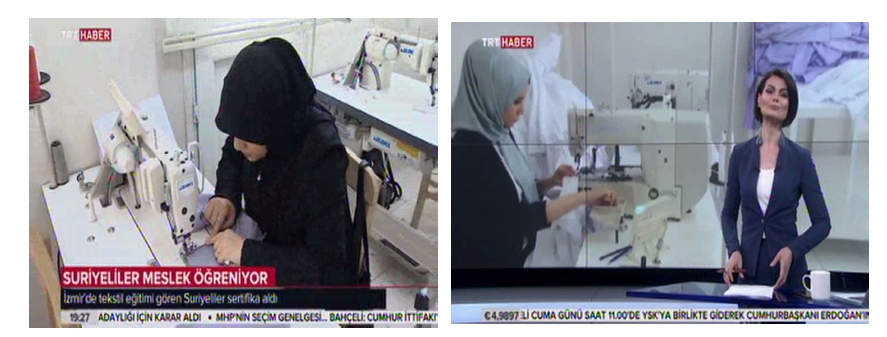 TRT HABER
SURİYELİLER MESLEK ÖĞRENİYOR
İzmir'de tekstil eğitimi gören Suriyeliler sertifika aldı
19:27 ADAYLIĞI İÇİN KARAR ALDI • MHP'NİN SEÇİM GENELGESİ... BAHÇELİ: CUMHUR İTTİFAKI'
TRT HABER
€4,9897 Lİ CUMA GÜNÜ SAAT 11.00'DE YSK'YA BİRLİKTE GİDEREK CUMHURBAŞKANI ERDOĞAN'IN